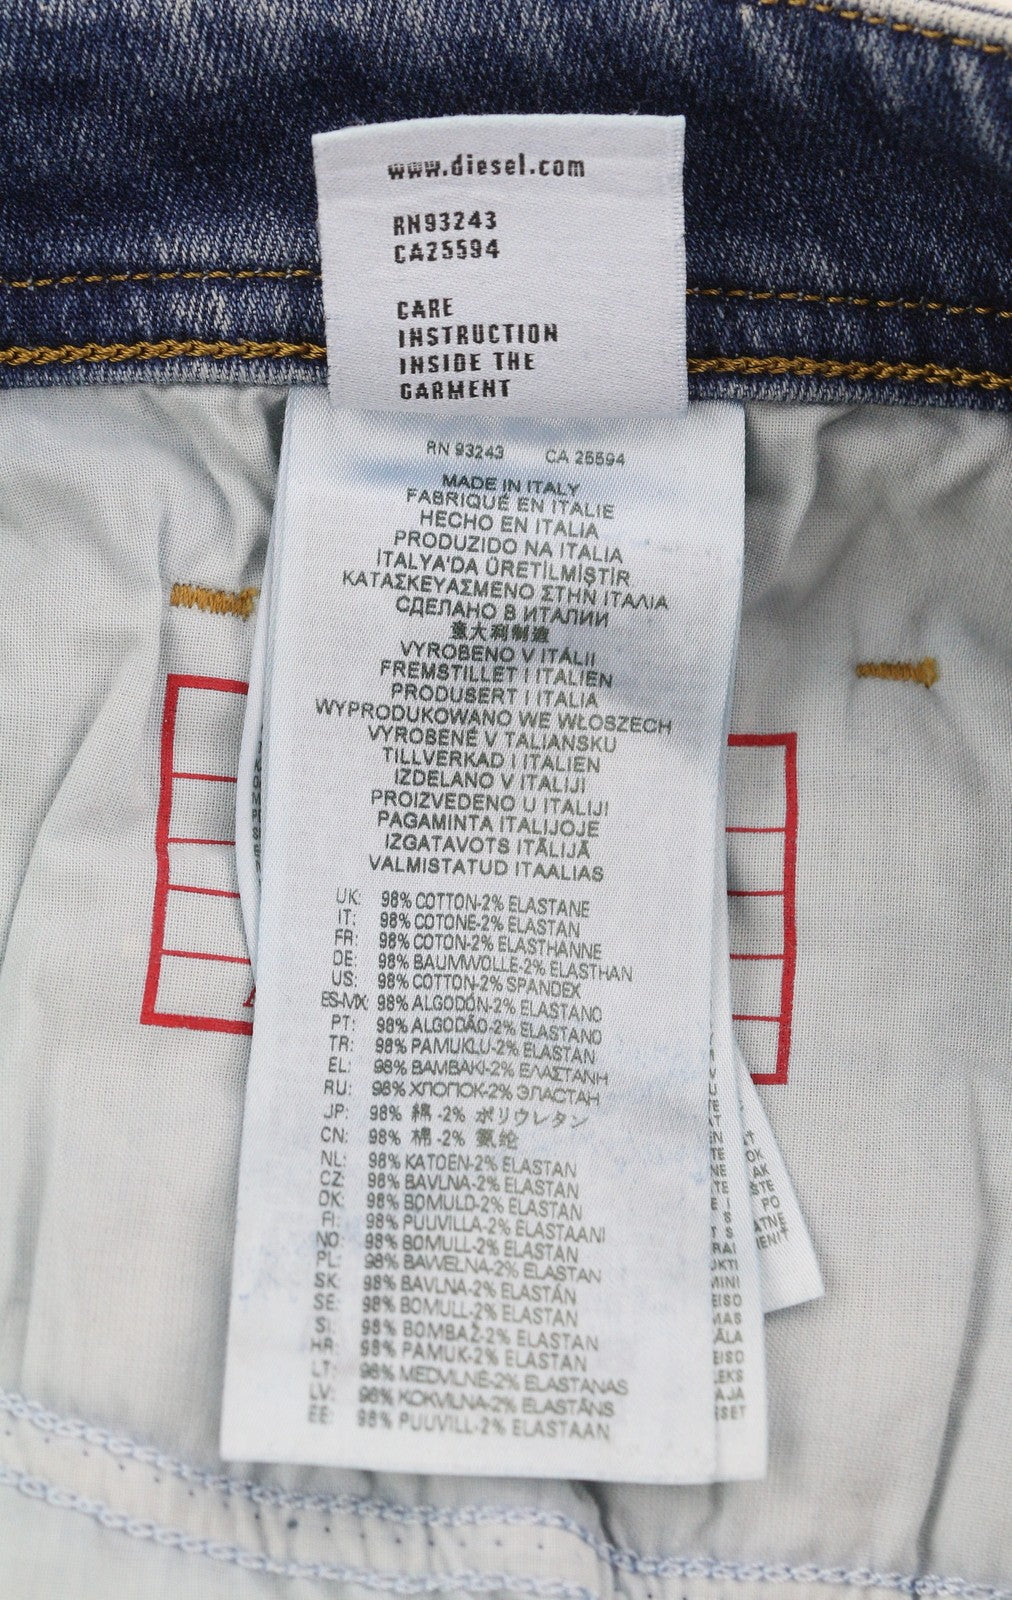 www.diesel.com
RN93243
CA25594
CARE
INSTRUCTION
INSIDE THE
GARMENT
RN 93243 CA 25594
MADE IN ITALY
FABRIQUÉ EN ITALIE
HECHO EN ITALIA
PRODUZIDO NA ITALIA
ITALYA'DA ÜRETİLMİŞTİR
ΚΑΤΑΣΚΕΥΑΣΜΕΝΟ ΣΤΗΝ ΙΤΑΛΙΑ
СДЕЛАНО В ИТАЛИИ
意大利制造
VYROBENO V ITÁLII
FREMSTILLET I ITALIEN
PRODUSERT I ITALIA
WYPRODUKOWANO WE WŁOSZECH
VYROBENÉ V TALIANSKU
TILLVERKAD I ITALIEN
IZDELANO V ITALIJI
PROIZVEDENO U ITALIJI
PAGAMINTA ITALIJOJE
IZGATAVOTS ITĀLIJĀ
VALMISTATUD ITAALIAS
UK: 98% COTTON-2% ELASTANE
IT: 98% COTONE-2% ELASTAN
FR: 98% COTON-2% ELASTHANNE
DE: 98% BAUMWOLLE-2% ELASTHAN
US: 98% COTTON-2% SPANDEX
ES-MX: 98% ALGODÓN-2% ELASTANO
PT: 98% ALGODÃO-2% ELASTANO
TR: 98% PAMUKLU-2% ELASTAN
EL: 98% ΒΑΜΒΑΚΙ-2% ΕΛΑΣΤΑΝΗ
RU: 98% ХЛОПОК-2% ЭЛАСТАН
JP: 98% 綿 -2% ポリウレタン
CN: 98% 棉 -2% 氨纶
NL: 98% KATOEN-2% ELASTAN
CZ: 98% BAVLNA-2% ELASTAN
DK: 98% BOMULD-2% ELASTAN
FI: 98% PUUVILLA-2% ELASTAANI
NO: 98% BOMULL-2% ELASTAN
PL: 98% BAWEŁNA-2% ELASTAN
SK: 98% BAVLNA-2% ELASTÁN
SE: 98% BOMULL-2% ELASTAN
SI: 98% BOMBAŽ-2% ELASTAN
HR: 98% PAMUK-2% ELASTAN
LT: 98% MEDVILNĖ-2% ELASTANAS
LV: 98% KOKVILNA-2% ELASTĀNS
EE: 98% PUUVILL-2% ELASTAAN